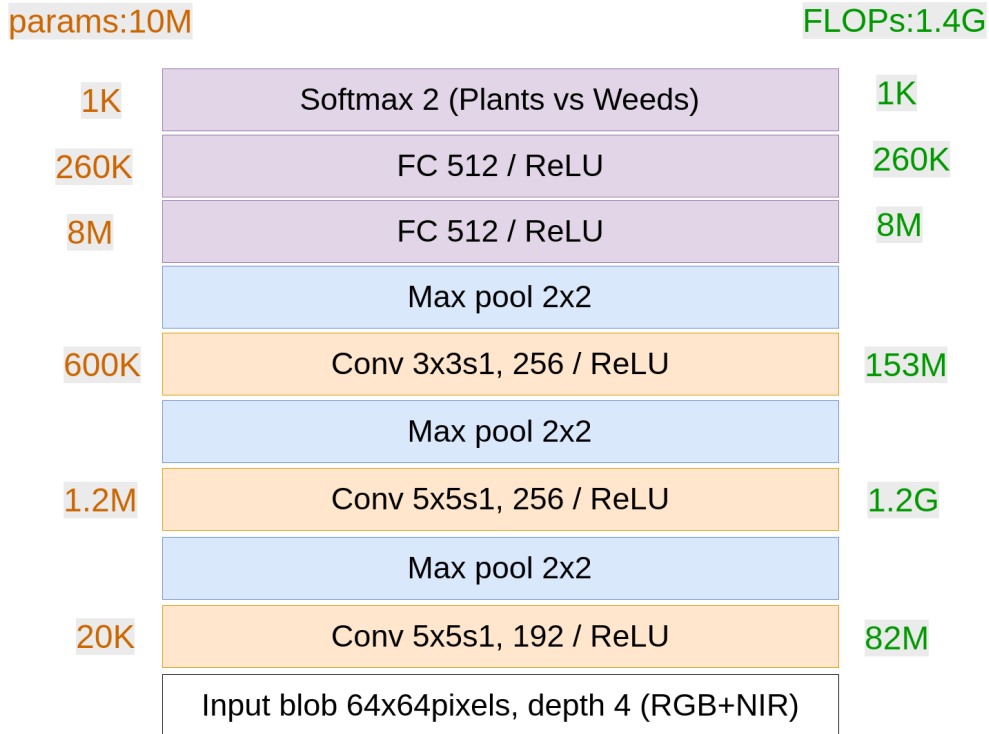 params:10M FLOPs:1.4G
1K Softmax 2 (Plants vs Weeds) 1K
260K FC 512 / ReLU 260K
8M FC 512 / ReLU 8M
Max pool 2x2
600K Conv 3x3s1, 256 / ReLU 153M
Max pool 2x2
1.2M Conv 5x5s1, 256 / ReLU 1.2G
Max pool 2x2
20K Conv 5x5s1, 192 / ReLU 82M
Input blob 64x64pixels, depth 4 (RGB+NIR)